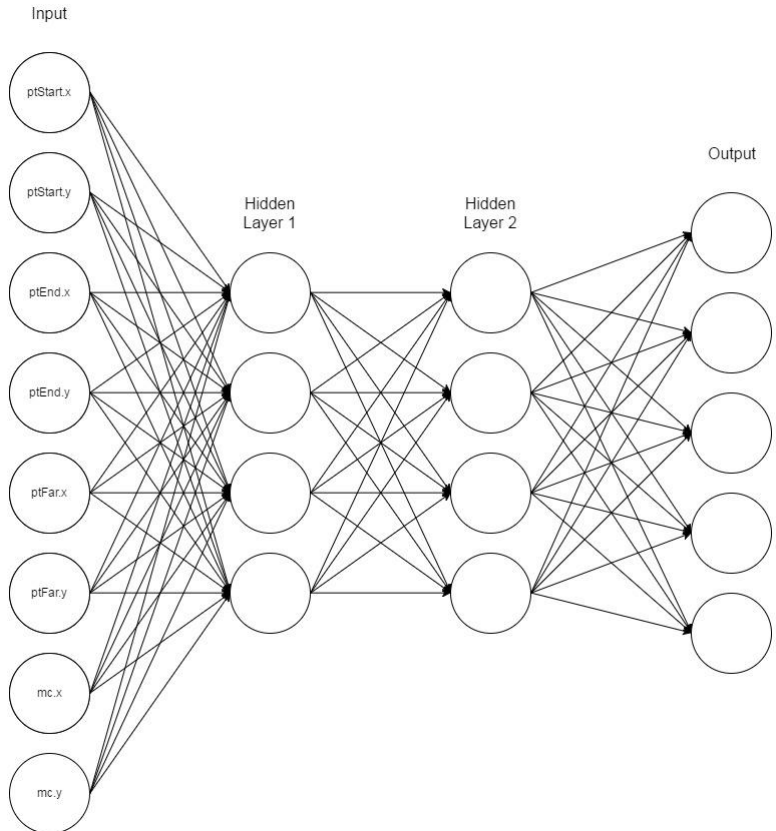 Input
ptStart.x
ptStart.y
ptEnd.x
ptEnd.y
ptFar.x
ptFar.y
mc.x
mc.y
Hidden
Layer 1
Hidden
Layer 2
Output